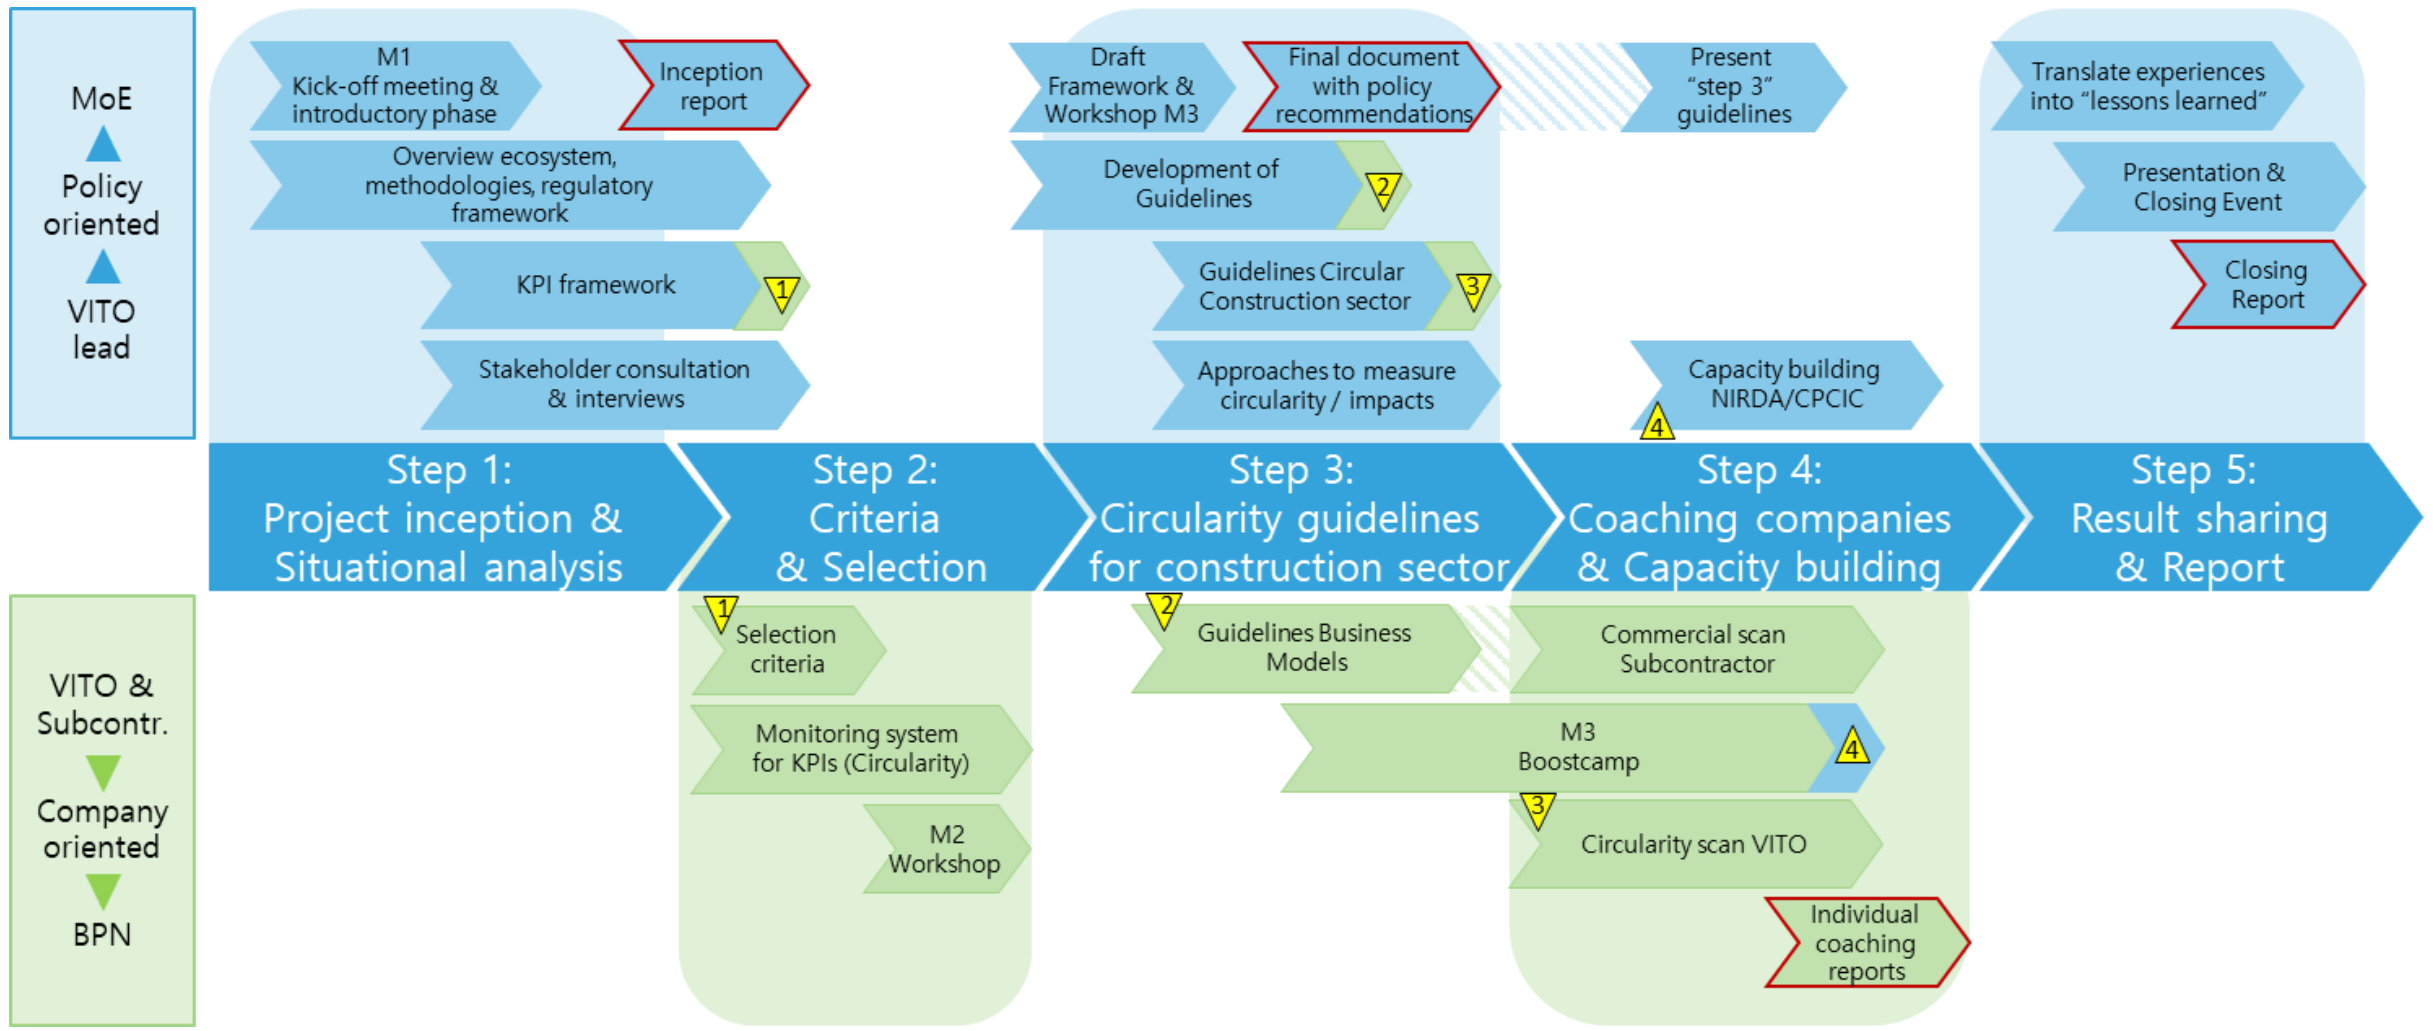 MoE
Policy
oriented
VITO
lead
M1
Kick-off meeting &
introductory phase
Inception
report
Overview ecosystem,
methodologies, regulatory
framework
KPI framework
1
Stakeholder consultation
& interviews
Draft
Framework &
Workshop M3
Final document
with policy
recommendations
Development of
Guidelines
2
Guidelines Circular
Construction sector
3
Approaches to measure
circularity / impacts
Present
“step 3”
guidelines
Capacity building
NIRDA/CPCIC
4
Translate experiences
into “lessons learned”
Presentation &
Closing Event
Closing
Report
Step 1:
Project inception &
Situational analysis
Step 2:
Criteria
& Selection
Step 3:
Circularity guidelines
for construction sector
Step 4:
Coaching companies
& Capacity building
Step 5:
Result sharing
& Report
VITO &
Subcontr.
Company
oriented
BPN
1
Selection
criteria
Monitoring system
for KPIs (Circularity)
M2
Workshop
2
Guidelines Business
Models
Commercial scan
Subcontractor
M3
Boostcamp
4
3
Circularity scan VITO
Individual
coaching
reports